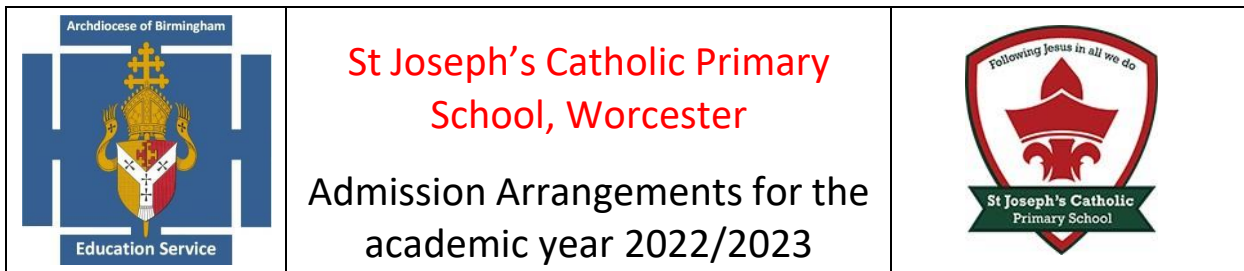 Archdiocese of Birmingham
Education Service
St Joseph’s Catholic Primary
School, Worcester
Admission Arrangements for the
academic year 2022/2023
Following Jesus in all we do
St Joseph's Catholic
Primary School